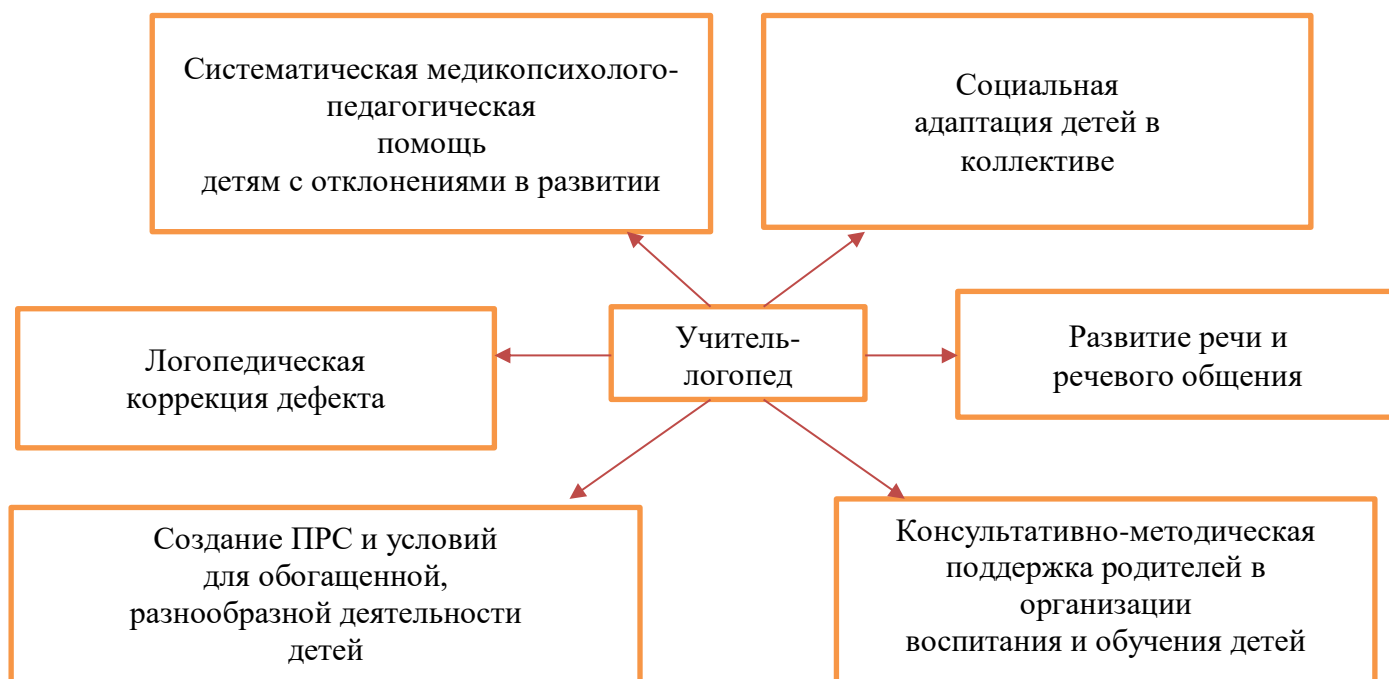 Систематическая медикопсихолого-
педагогическая
помощь
детям с отклонениями в развитии
Социальная
адаптация детей в
коллективе
Логопедическая
коррекция дефекта
Учитель-
логопед
Развитие речи и
речевого общения
Создание ПРС и условий
для обогащенной,
разнообразной деятельности
детей
Консультативно-методическая
поддержка родителей в
организации
воспитания и обучения детей